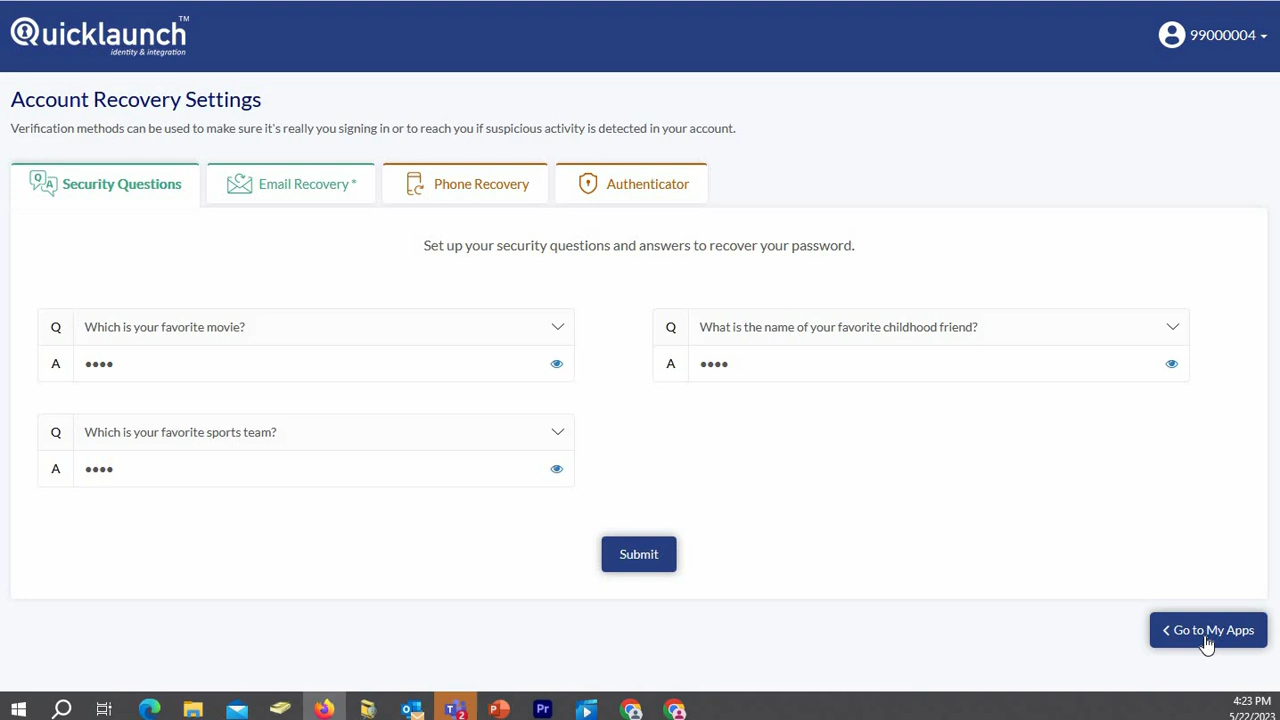 Quicklaunch™
identity & integration
99000004
Account Recovery Settings
Verification methods can be used to make sure it's really you signing in or to reach you if suspicious activity is detected in your account.
Security Questions
Email Recovery *
Phone Recovery
Authenticator
Set up your security questions and answers to recover your password.
Q Which is your favorite movie?
A ••••
Q What is the name of your favorite childhood friend?
A ••••
Q Which is your favorite sports team?
A ••••
Submit
Go to My Apps
4:23 PM
5/22/2023